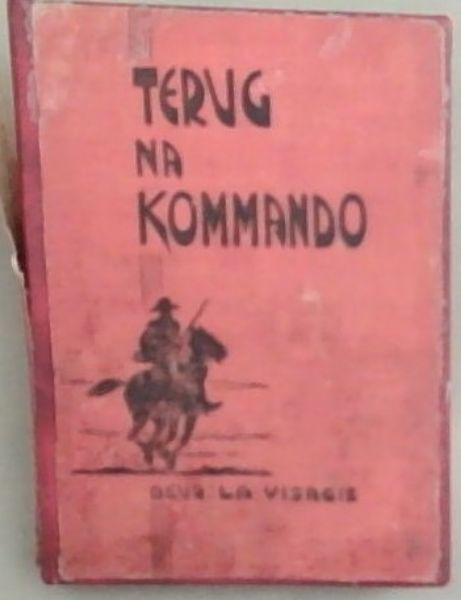 TERUG
NA
KOMMANDO
DEUR LA VISAGIE